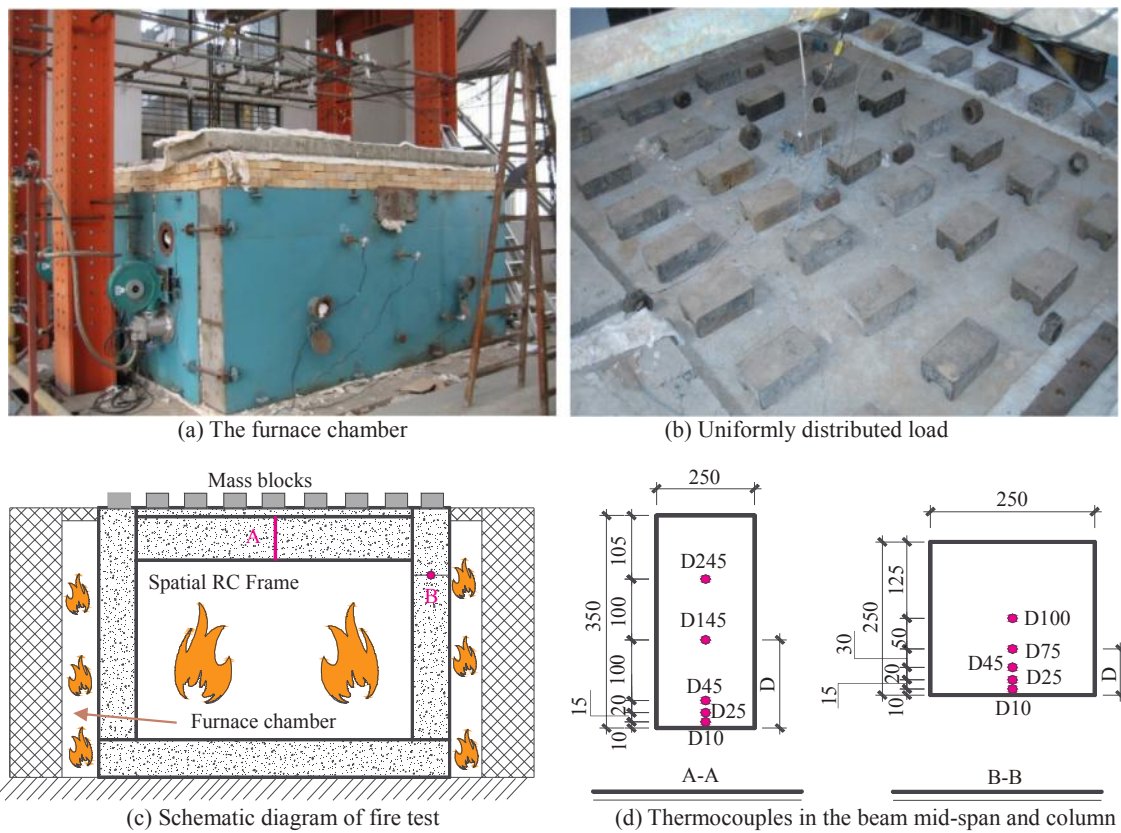 (a) The furnace chamber
(b) Uniformly distributed load
Mass blocks
A
Spatial RC Frame
B
Furnace chamber
(c) Schematic diagram of fire test
250
350
105
100
100
20
15
10
D245
D145
D45
D25
D10
D
A-A
250
250
125
50
30
20
15
10
D100
D75
D45
D25
D10
D
B-B
(d) Thermocouples in the beam mid-span and column